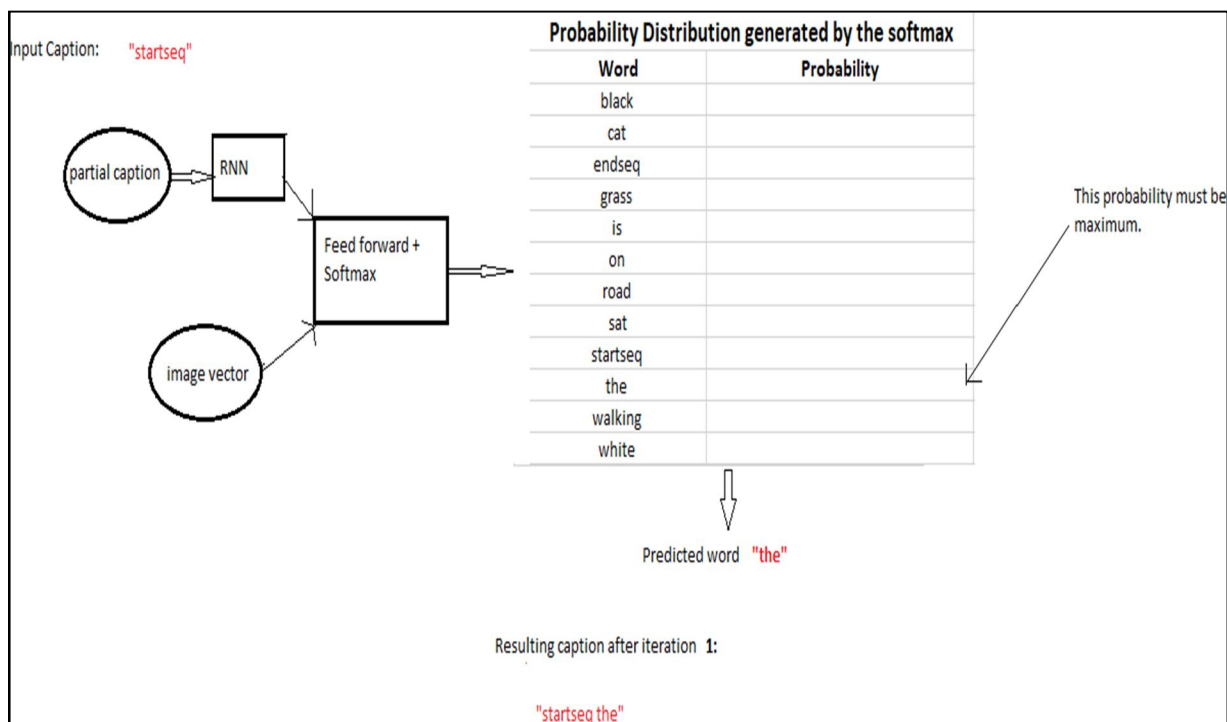 Input Caption: "startseq"
partial caption
RNN
Feed forward +
Softmax
image vector
Probability Distribution generated by the softmax
Word Probability
black
cat
endseq
grass
is
on
road
sat
startseq
the
walking
white
This probability must be
maximum.
Predicted word "the"
Resulting caption after iteration 1:
"startseq the"